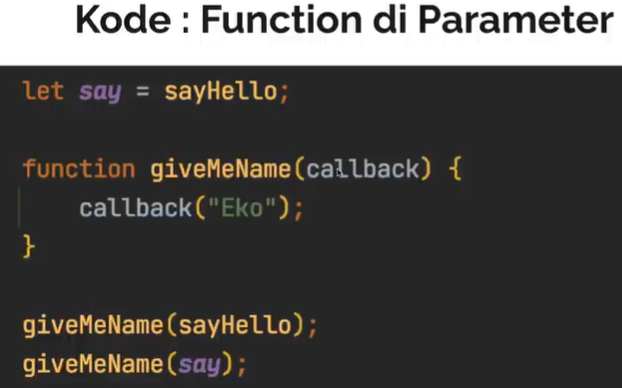 Kode : Function di Parameter
let say = sayHello;
function giveMeName(callback) {
    callback("Eko");
}
giveMeName(sayHello);
giveMeName(say);